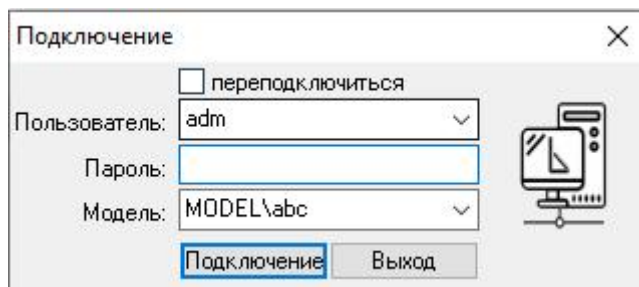 Подключение
переподключиться
Пользователь: adm
Пароль:
Модель: MODEL\abc
Подключение Выход